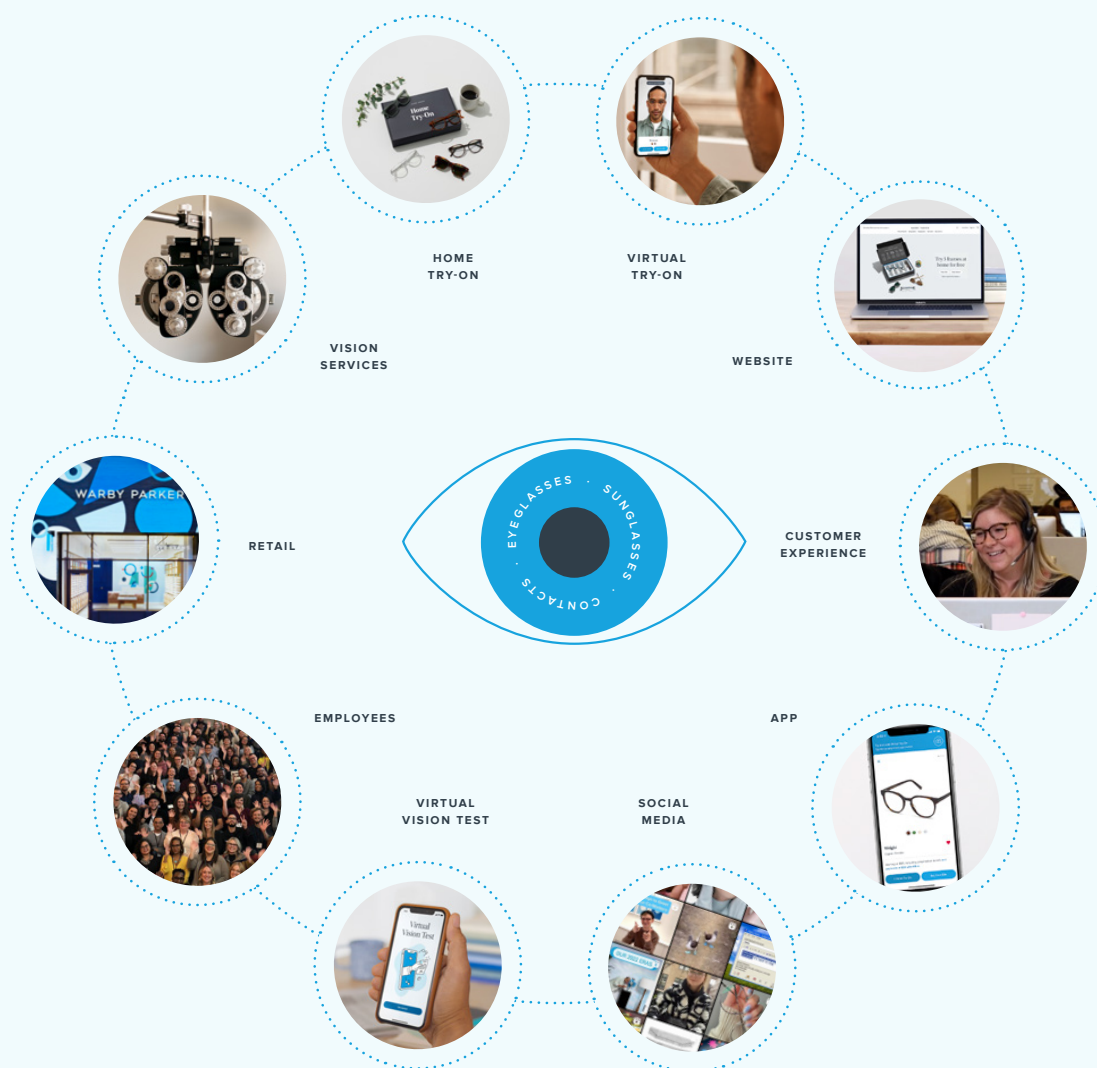 Home
Try-On
HOME
TRY-ON
VIRTUAL
TRY-ON
VISION
SERVICES
WEBSITE
WARBY PARKER
RETAIL
EYEGLASSES · SUNGLASSES · CONTACTS ·
CUSTOMER
EXPERIENCE
EMPLOYEES
APP
VIRTUAL
VISION TEST
SOCIAL
MEDIA
Virtual
Vision Test